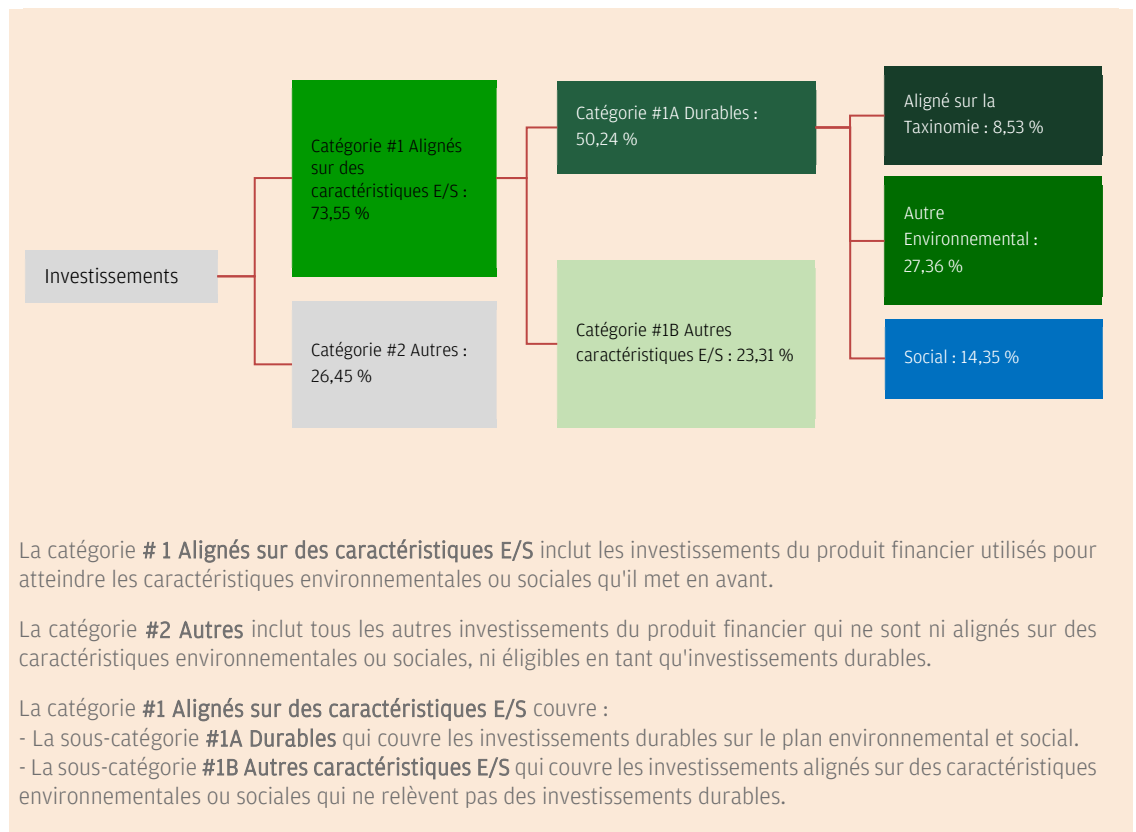 Investissements
Catégorie #1 Alignés
sur des
caractéristiques E/S :
73,55 %
Catégorie #2 Autres :
26,45 %
Catégorie #1A Durables :
50,24 %
Catégorie #1B Autres
caractéristiques E/S : 23,31 %
Aligné sur la
Taxinomie : 8,53 %
Autre
Environnemental :
27,36 %
Social : 14,35 %
La catégorie # 1 Alignés sur des caractéristiques E/S inclut les investissements du produit financier utilisés pour
atteindre les caractéristiques environnementales ou sociales qu'il met en avant.
La catégorie #2 Autres inclut tous les autres investissements du produit financier qui ne sont ni alignés sur des
caractéristiques environnementales ou sociales, ni éligibles en tant qu'investissements durables.
La catégorie #1 Alignés sur des caractéristiques E/S couvre :
- La sous-catégorie #1A Durables qui couvre les investissements durables sur le plan environnemental et social.
- La sous-catégorie #1B Autres caractéristiques E/S qui couvre les investissements alignés sur des caractéristiques
environnementales ou sociales qui ne relèvent pas des investissements durables.